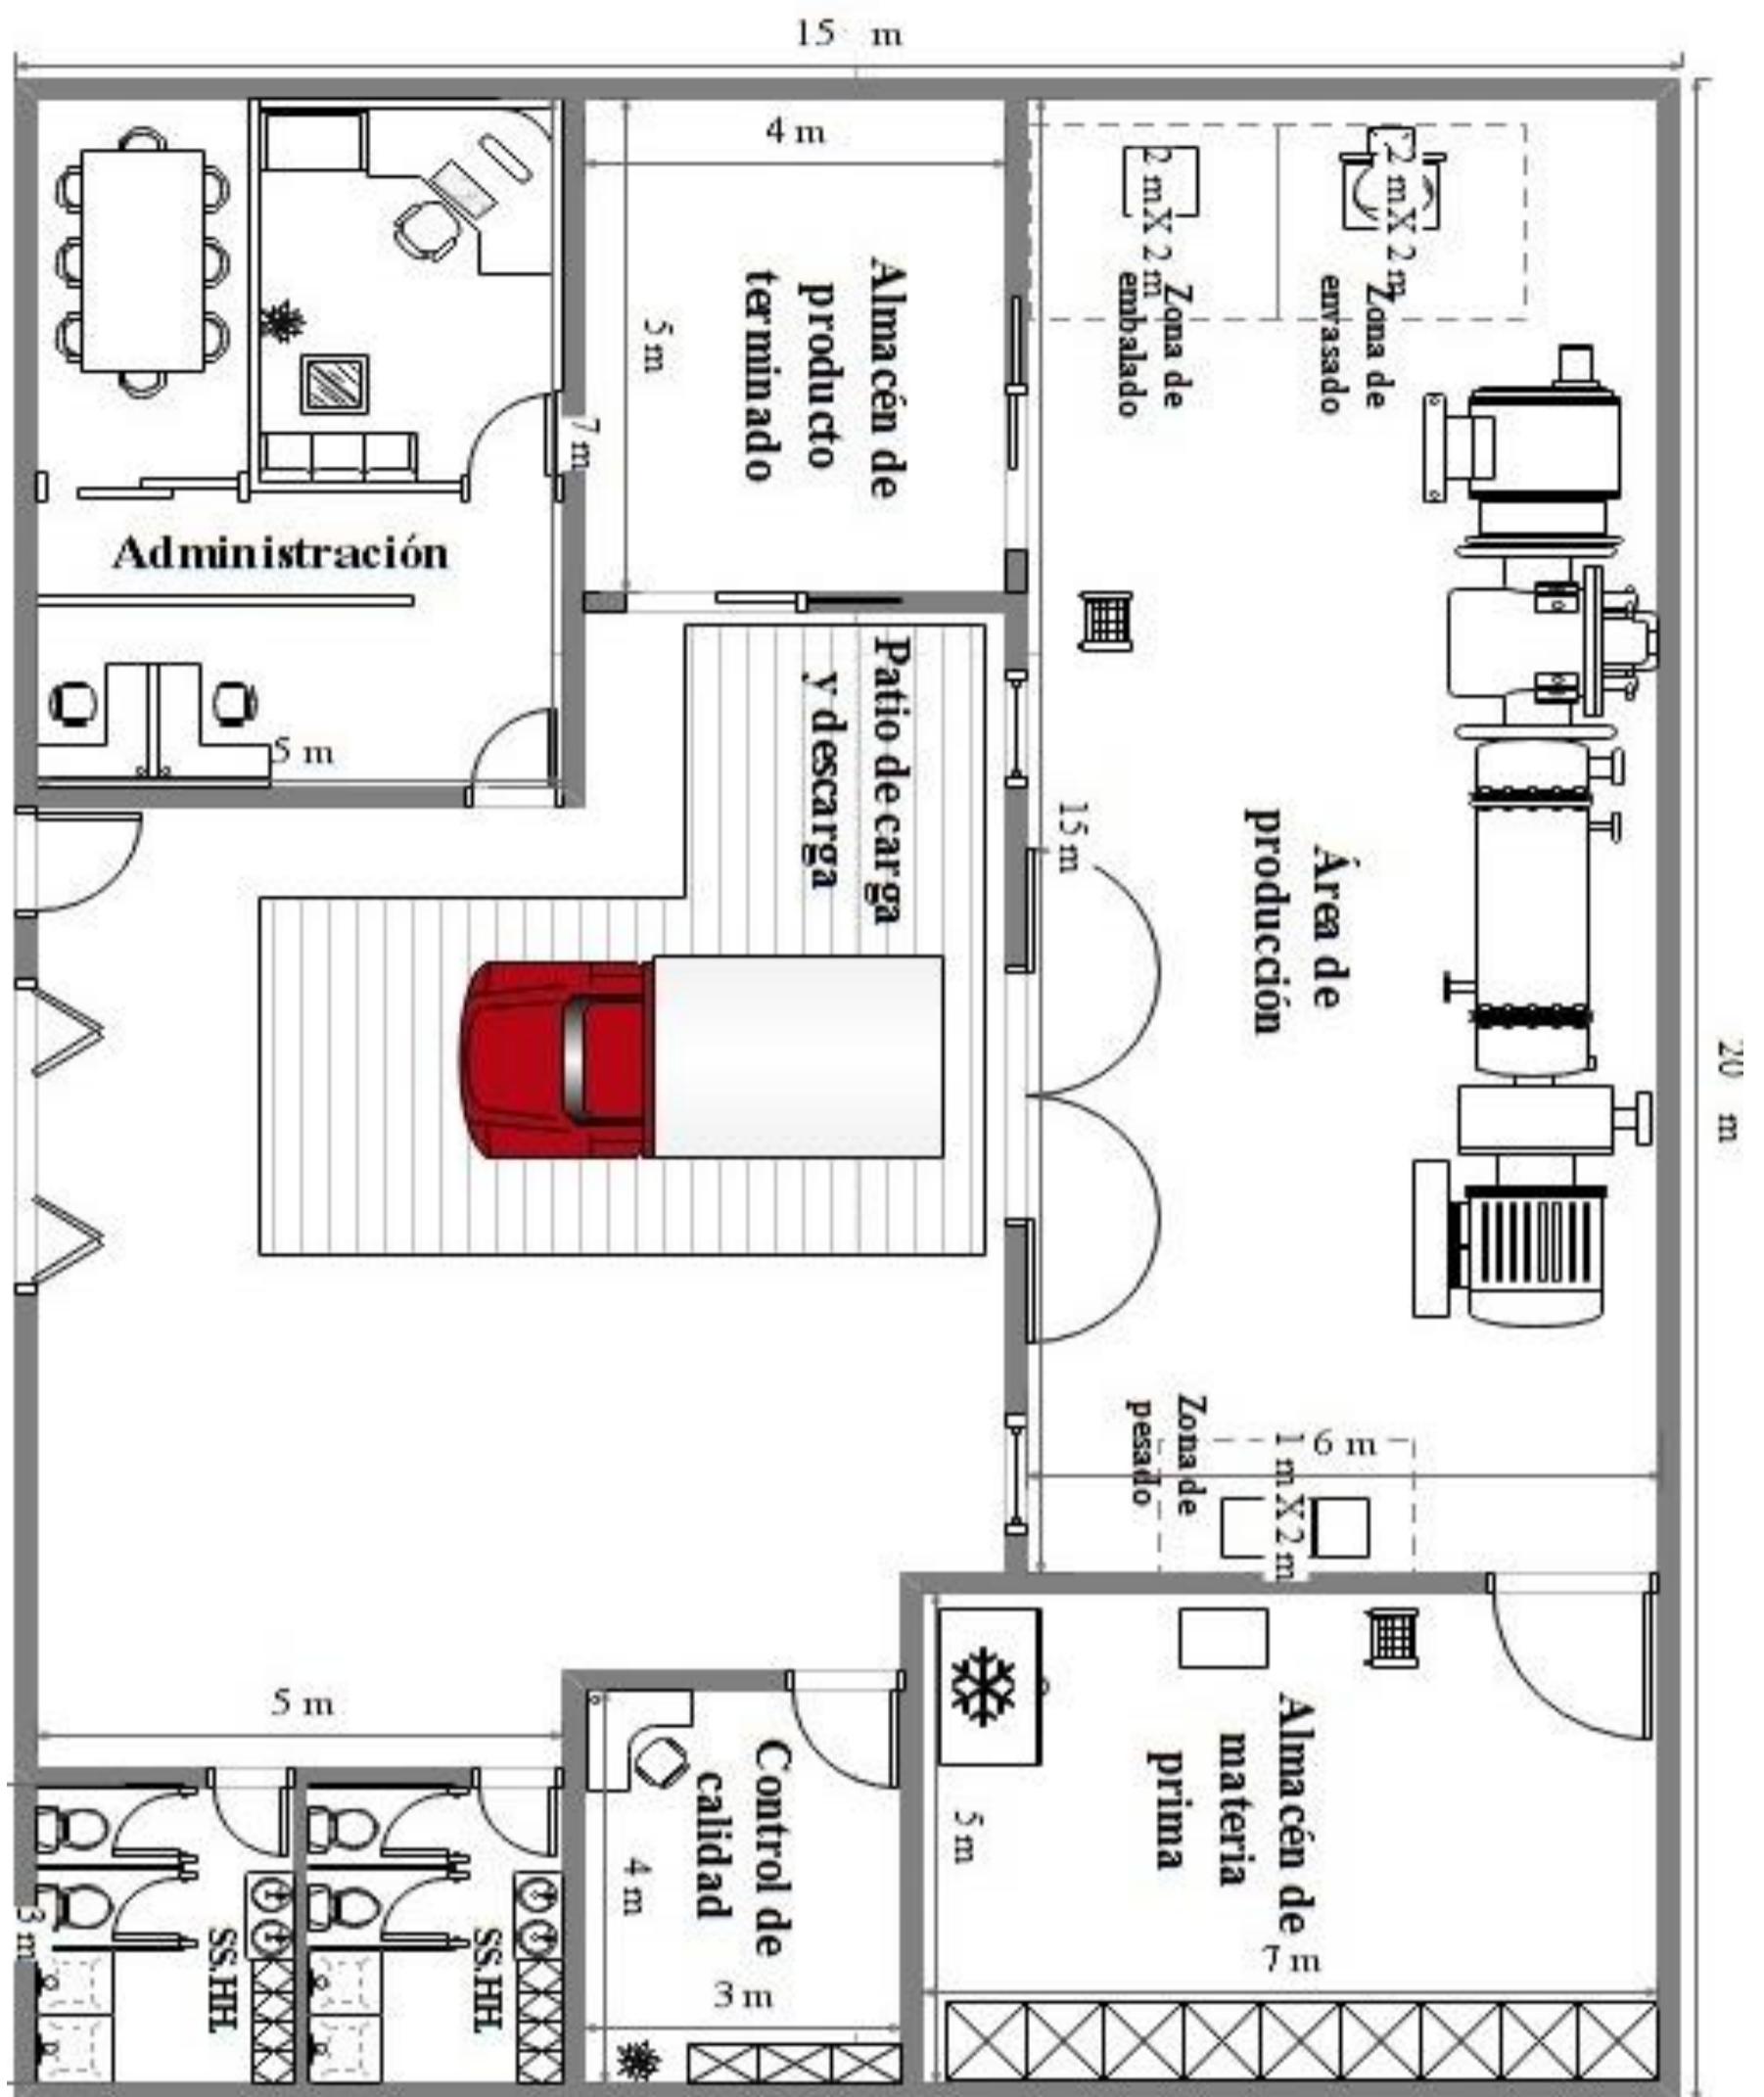 15 m
4 m
5 m
7 m
Almacén de
producto
terminado
2 m X 2 m
Zona de
embalado
2 m X 2 m
Zona de
envasado
Administración
5 m
Patio de carga
y descarga
15 m
Área de
producción
20 m
Zona de
pesado
6 m
1 m X 2 m
5 m
Almacén de
materia
prima
5 m
7 m
Control de
calidad
4 m
3 m
SS.HH.
SS.HH.
3 m